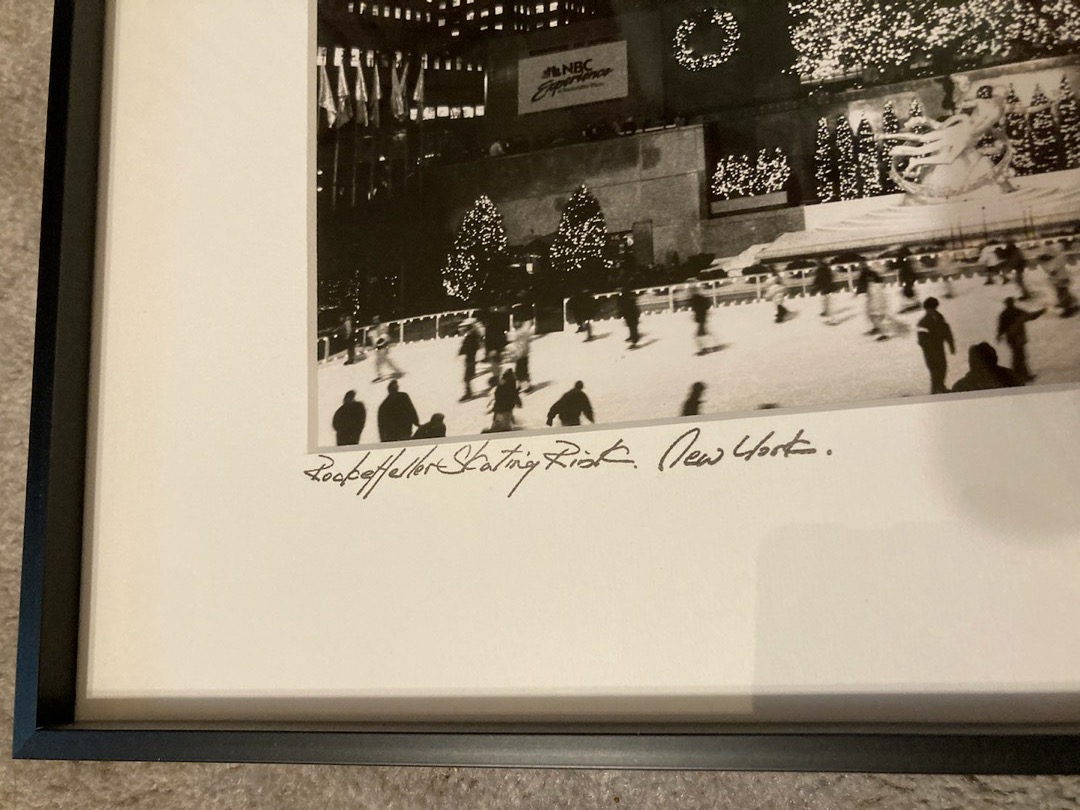 NBC
Experience
Rockefeller Skating Rink. New York.